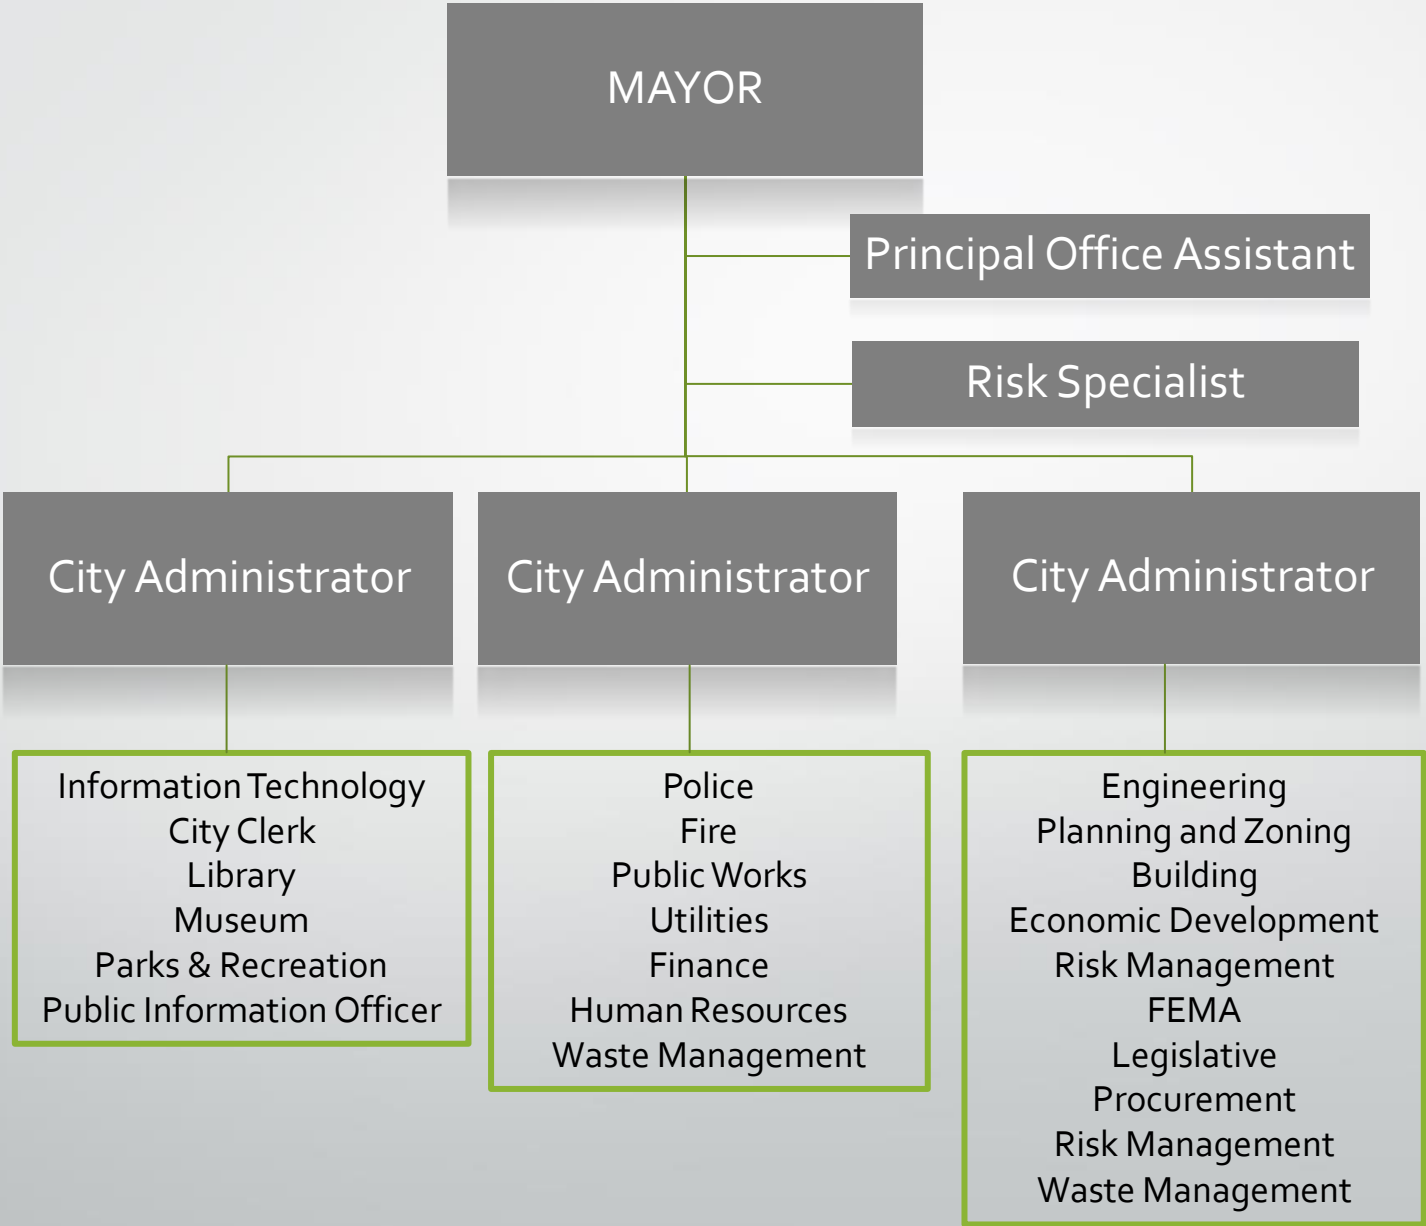 MAYOR
Principal Office Assistant
Risk Specialist
City Administrator
City Administrator
City Administrator
Information Technology
City Clerk
Library
Museum
Parks & Recreation
Public Information Officer
Police
Fire
Public Works
Utilities
Finance
Human Resources
Waste Management
Engineering
Planning and Zoning
Building
Economic Development
Risk Management
FEMA
Legislative
Procurement
Risk Management
Waste Management